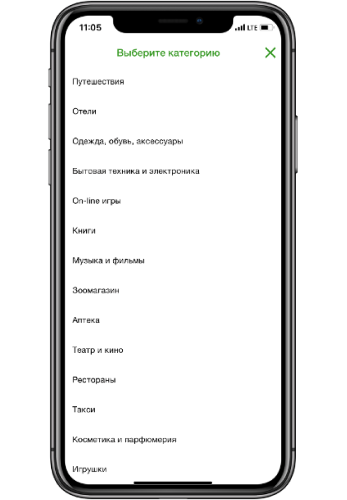 11:05
LTE
Выберите категорию
Путешествия
Отели
Одежда, обувь, аксессуары
Бытовая техника и электроника
On-line игры
Книги
Музыка и фильмы
Зоомагазин
Аптека
Театр и кино
Рестораны
Такси
Косметика и парфюмерия
Игрушки